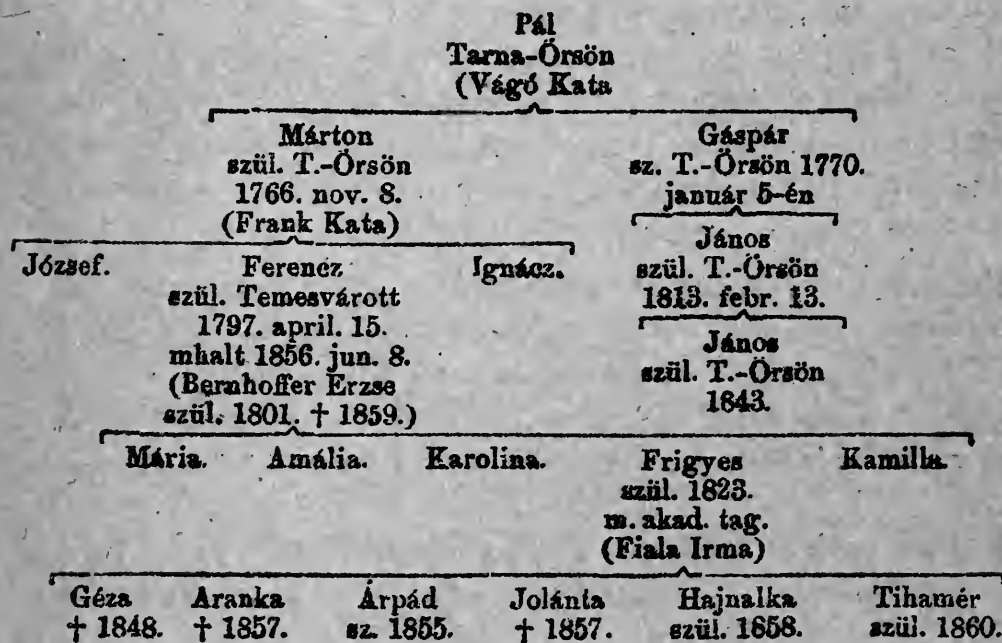 Pál
Tarna-Örsön
(Vágó Kata
Márton
szül. T.-Örsön
1766. nov. 8.
(Frank Kata)
Gáspár
sz. T.-Örsön 1770.
január 5-én
József.
Ferencz
szül. Temesvárott
1797. april. 15.
mhalt 1856. jun. 8.
(Bernhoffer Erzse
szül. 1801. † 1859.)
Ignácz.
János
szül. T.-Örsön
1813. febr. 13.
János
szül. T.-Örsön
1843.
Mária. Amália. Karolina. Frigyes Kamilla.
szül. 1823.
m. akad. tag.
(Fiala Irma)
Géza Aranka Árpád Jolánta Hajnalka Tihamér
† 1848. † 1857. sz. 1855. † 1857. szül. 1858. szül. 1860.